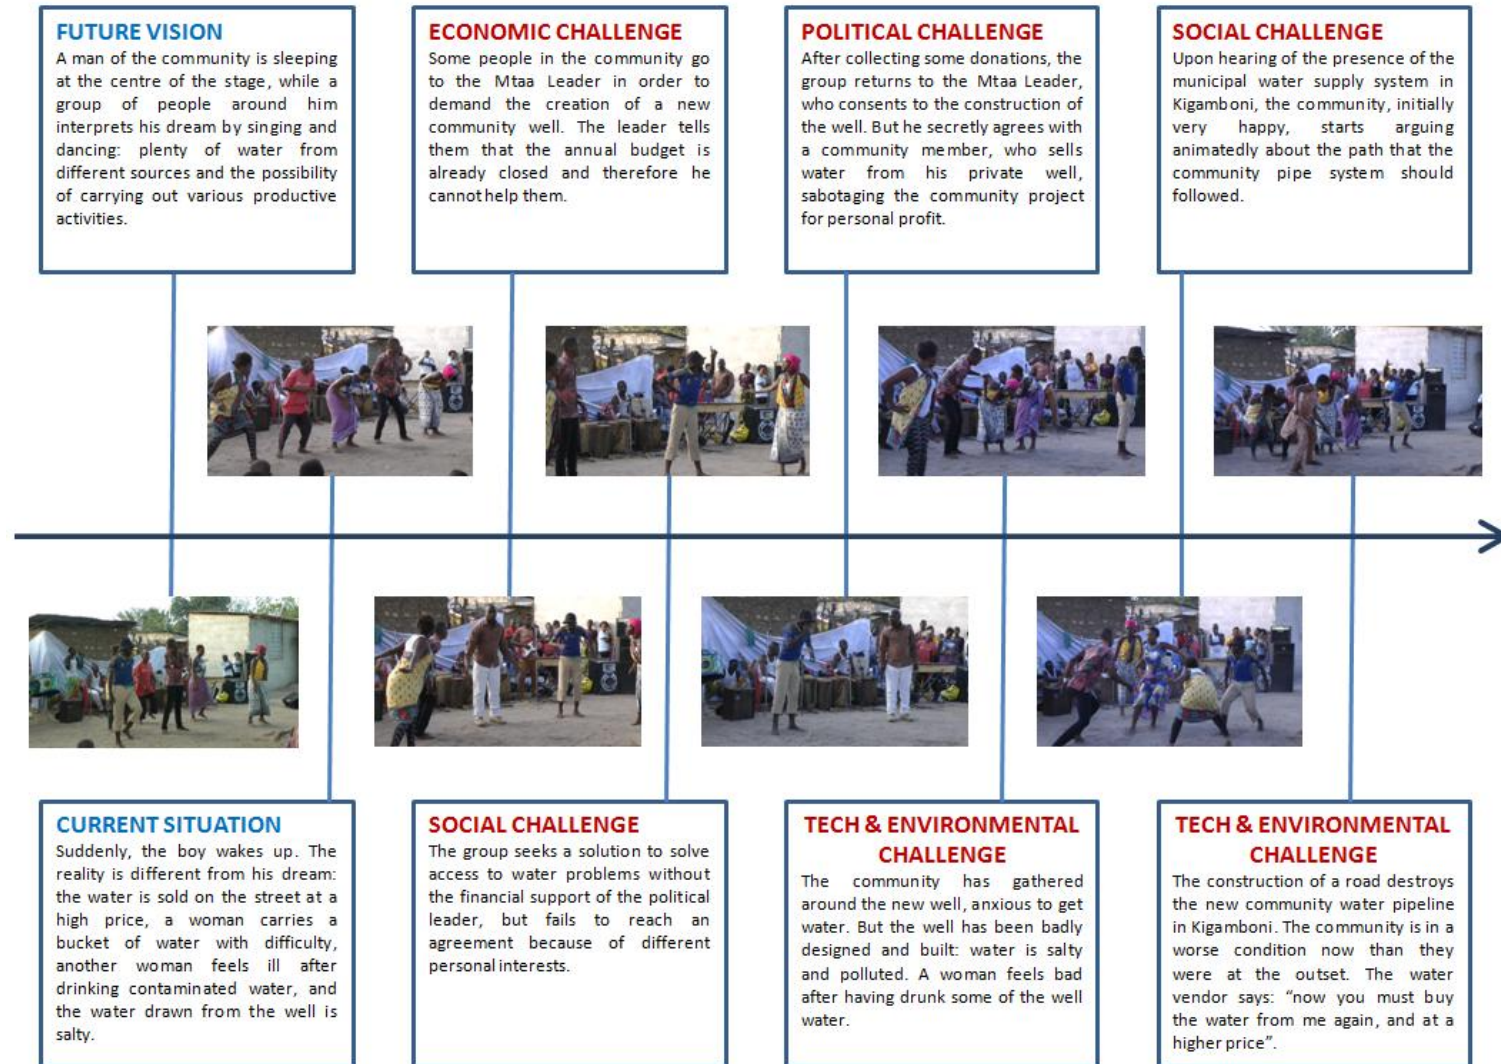 FUTURE VISION
A man of the community is sleeping
at the centre of the stage, while a
group of people around him
interprets his dream by singing and
dancing: plenty of water from
different sources and the possibility
of carrying out various productive
activities.
ECONOMIC CHALLENGE
Some people in the community go
to the Mtaa Leader in order to
demand the creation of a new
community well. The leader tells
them that the annual budget is
already closed and therefore he
cannot help them.
POLITICAL CHALLENGE
After collecting some donations, the
group returns to the Mtaa Leader,
who consents to the construction of
the well. But he secretly agrees with
a community member, who sells
water from his private well,
sabotaging the community project
for personal profit.
SOCIAL CHALLENGE
Upon hearing of the presence of the
municipal water supply system in
Kigamboni, the community, initially
very happy, starts arguing
animatedly about the path that the
community pipe system should
followed.
CURRENT SITUATION
Suddenly, the boy wakes up. The
reality is different from his dream:
the water is sold on the street at a
high price, a woman carries a
bucket of water with difficulty,
another woman feels ill after
drinking contaminated water, and
the water drawn from the well is
salty.
SOCIAL CHALLENGE
The group seeks a solution to solve
access to water problems without
the financial support of the political
leader, but fails to reach an
agreement because of different
personal interests.
TECH & ENVIRONMENTAL
CHALLENGE
The community has gathered
around the new well, anxious to get
water. But the well has been badly
designed and built: water is salty
and polluted. A woman feels bad
after having drunk some of the well
water.
TECH & ENVIRONMENTAL
CHALLENGE
The construction of a road destroys
the new community water pipeline
in Kigamboni. The community is in a
worse condition now than they
were at the outset. The water
vendor says: “now you must buy
the water from me again, and at a
higher price”.